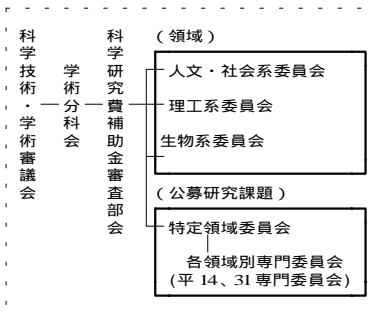 科学技術・学術審議会
学術分科会
科学研究費補助金審査部会
(領域)
人文・社会系委員会
理工系委員会
生物系委員会
(公募研究課題)
特定領域委員会
各領域別専門委員会
(平 14、31 専門委員会)